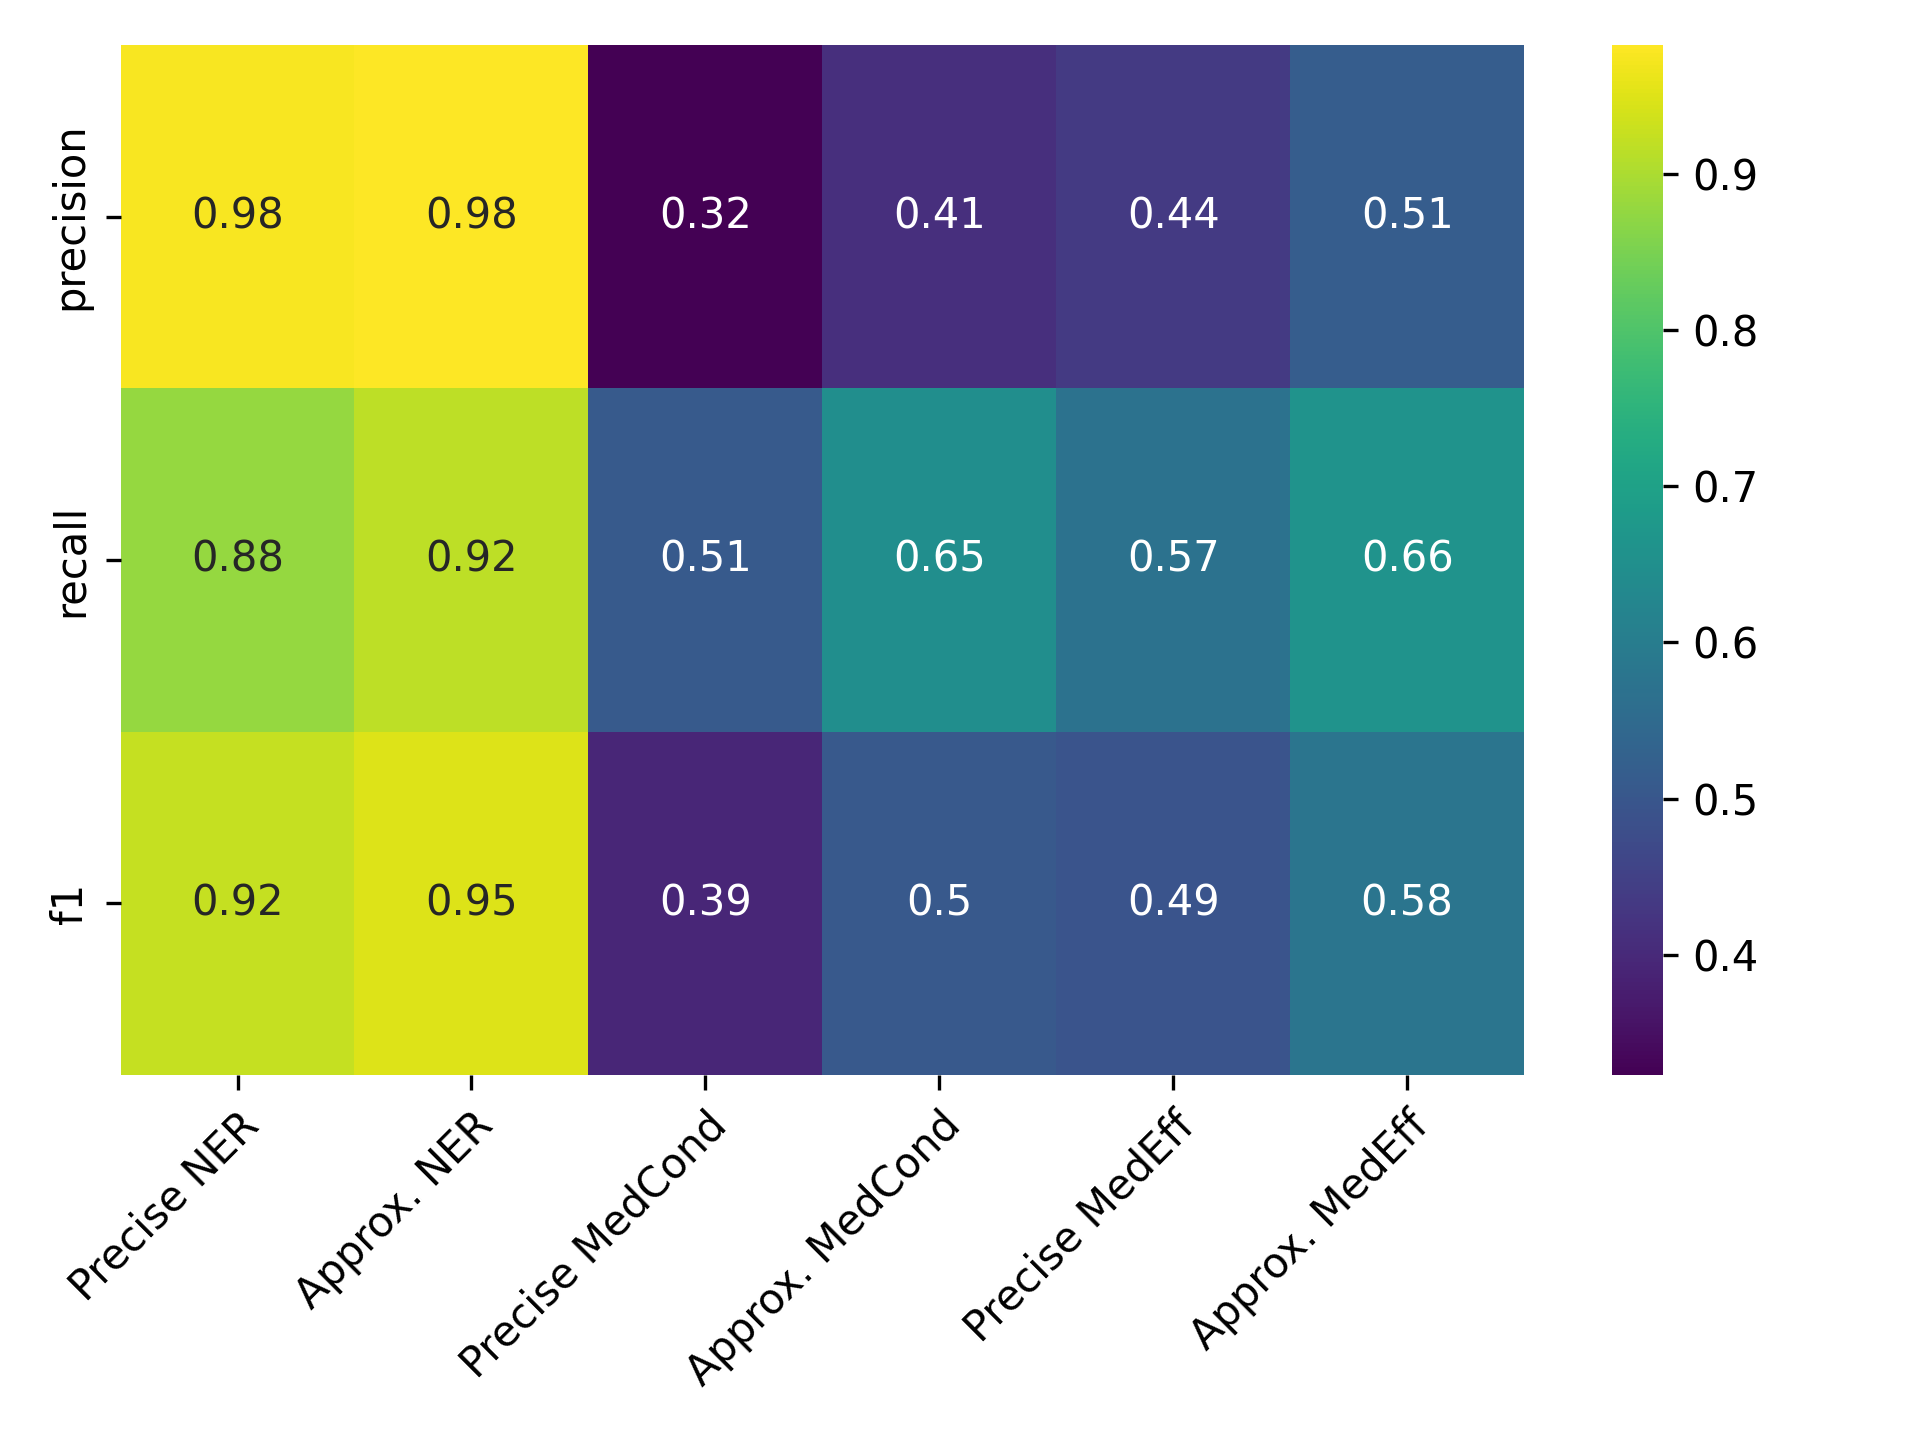 precision
0.98 0.98 0.32 0.41 0.44 0.51
recall
0.88 0.92 0.51 0.65 0.57 0.66
f1
0.92 0.95 0.39 0.5 0.49 0.58
Precise NER
Approx. NER
Precise MedCond
Approx. MedCond
Precise MedEff
Approx. MedEff
0.9
0.8
0.7
0.6
0.5
0.4